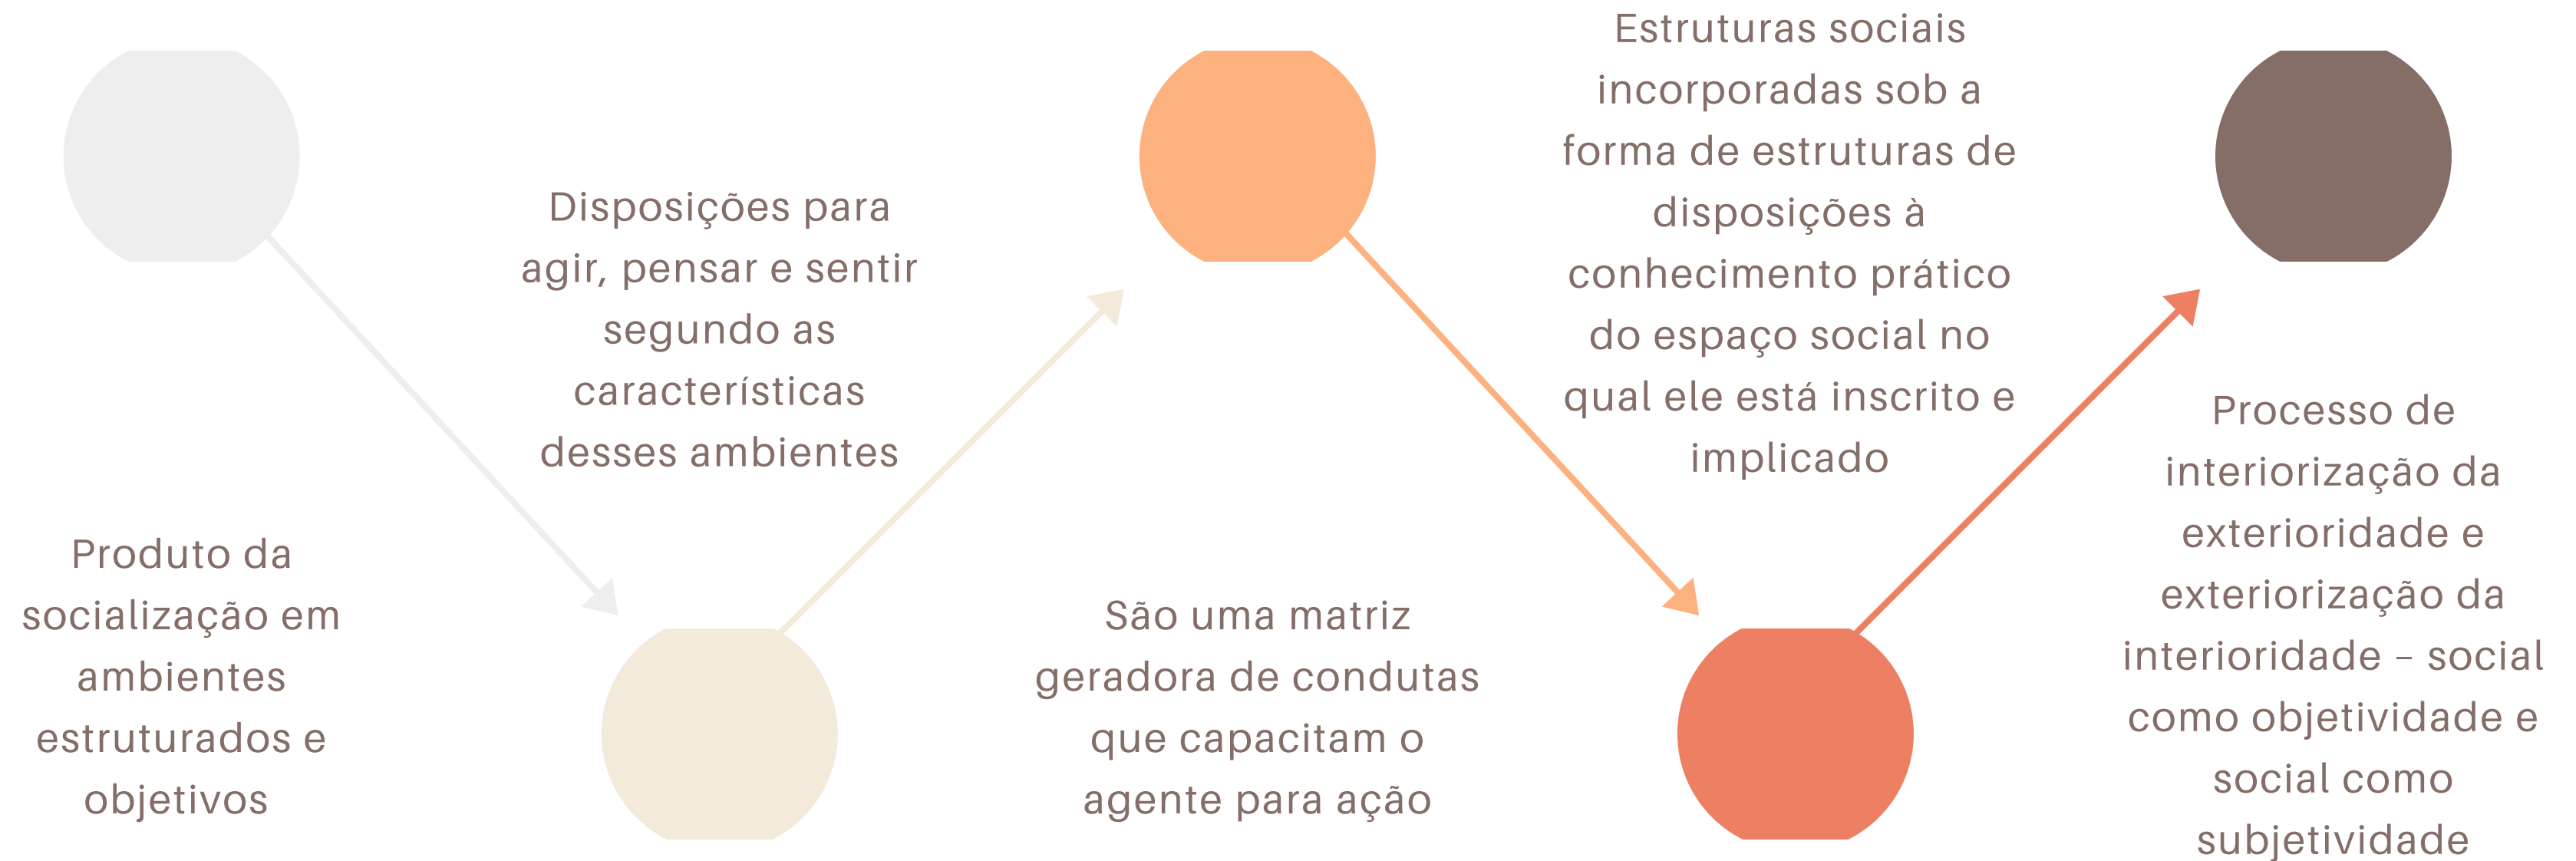 Produto da
socialização em
ambientes
estruturados e
objetivos
Disposições para
agir, pensar e sentir
segundo as
características
desses ambientes
São uma matriz
geradora de condutas
que capacitam o
agente para ação
Estruturas sociais
incorporadas sob a
forma de estruturas de
disposições à
conhecimento prático
do espaço social no
qual ele está inscrito e
implicado
Processo de
interiorização da
exterioridade e
exteriorização da
interioridade – social
como objetividade e
social como
subjetividade